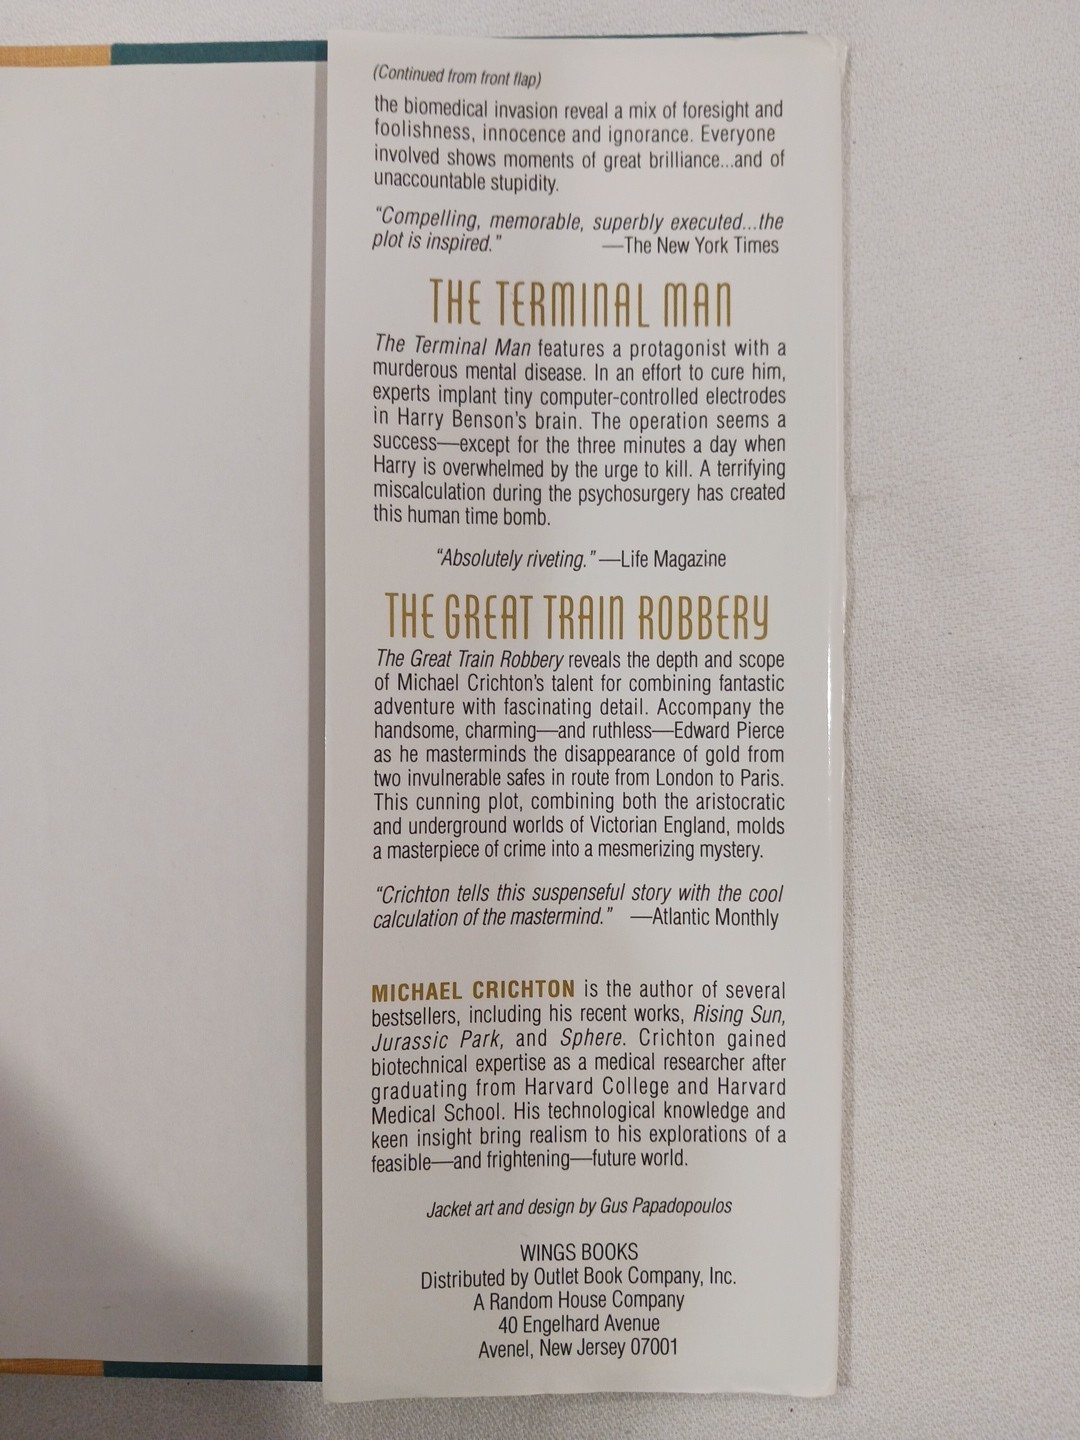 (Continued from front flap)
the biomedical invasion reveal a mix of foresight and
foolishness, innocence and ignorance. Everyone
involved shows moments of great brilliance...and of
unaccountable stupidity.
“Compelling, memorable, superbly executed...the
plot is inspired.” —The New York Times
THE TERMINAL MAN
The Terminal Man features a protagonist with a
murderous mental disease. In an effort to cure him,
experts implant tiny computer-controlled electrodes
in Harry Benson's brain. The operation seems a
success—except for the three minutes a day when
Harry is overwhelmed by the urge to kill. A terrifying
miscalculation during the psychosurgery has created
this human time bomb.
“Absolutely riveting.” —Life Magazine
THE GREAT TRAIN ROBBERY
The Great Train Robbery reveals the depth and scope
of Michael Crichton's talent for combining fantastic
adventure with fascinating detail. Accompany the
handsome, charming—and ruthless—Edward Pierce
as he masterminds the disappearance of gold from
two invulnerable safes in route from London to Paris.
This cunning plot, combining both the aristocratic
and underground worlds of Victorian England, molds
a masterpiece of crime into a mesmerizing mystery.
“Crichton tells this suspenseful story with the cool
calculation of the mastermind.” —Atlantic Monthly
MICHAEL CRICHTON is the author of several
bestsellers, including his recent works, Rising Sun,
Jurassic Park, and Sphere. Crichton gained
biotechnical expertise as a medical researcher after
graduating from Harvard College and Harvard
Medical School. His technological knowledge and
keen insight bring realism to his explorations of a
feasible—and frightening—future world.
Jacket art and design by Gus Papadopoulos
WINGS BOOKS
Distributed by Outlet Book Company, Inc.
A Random House Company
40 Engelhard Avenue
Avenel, New Jersey 07001